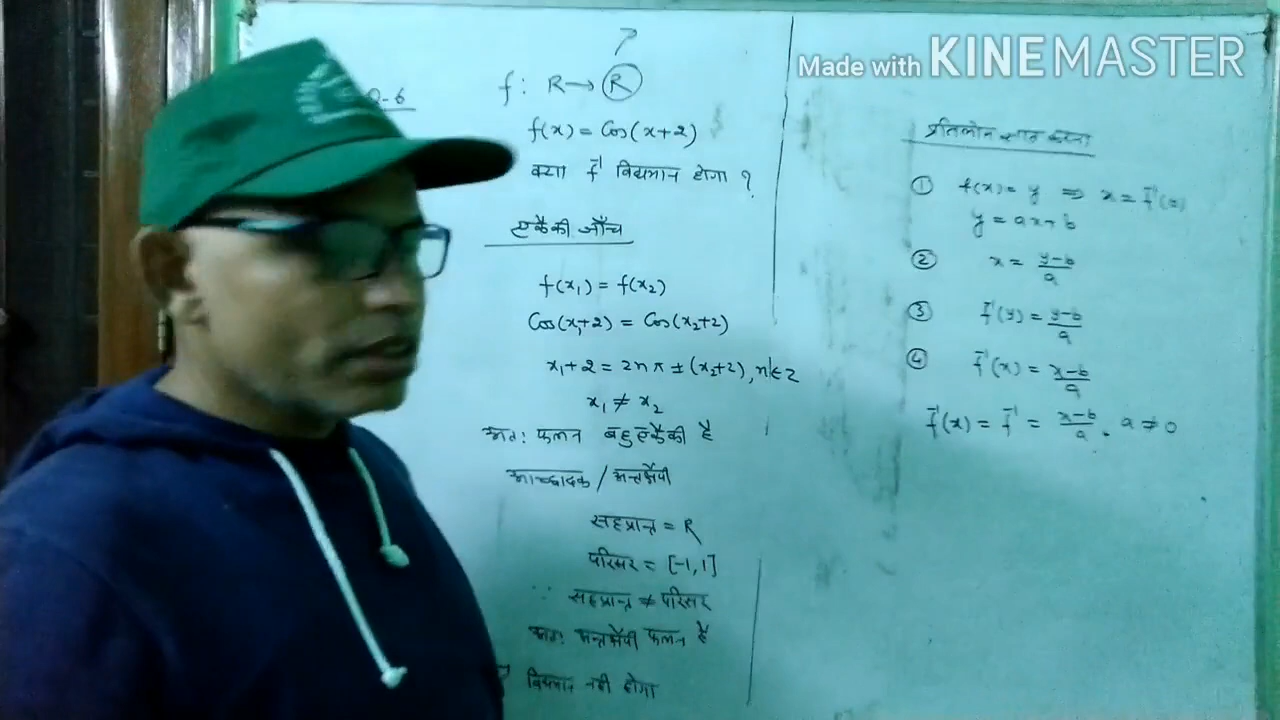 Made with KINEMASTER
-6
f: R→(R)
f(x) = Cos(x+2)
क्या f⁻¹ विद्यमान होगा ?
एकैकी जाँच
f(x₁) = f(x₂)
Cos(x₁+2) = Cos(x₂+2)
x₁+2 = 2nπ ± (x₂+2), n∈Z
x₁ ≠ x₂
अतः फलन बहुएकैकी है
आच्छादक / अन्तर्क्षेपी
सहप्रान्त = R
परिसर = [-1,1]
∵ सहप्रान्त ≠ परिसर
अतः अन्तर्क्षेपी फलन है
विद्यमान नही होगा
प्रतिलोम ज्ञात करना
① f(x) = y ⇒ x = f⁻¹(y)
y = ax+b
② x = (y-b)/a
③ f⁻¹(y) = (y-b)/a
④ f⁻¹(x) = (x-b)/a
f⁻¹(x) = f⁻¹ = (x-b)/a . a ≠ 0